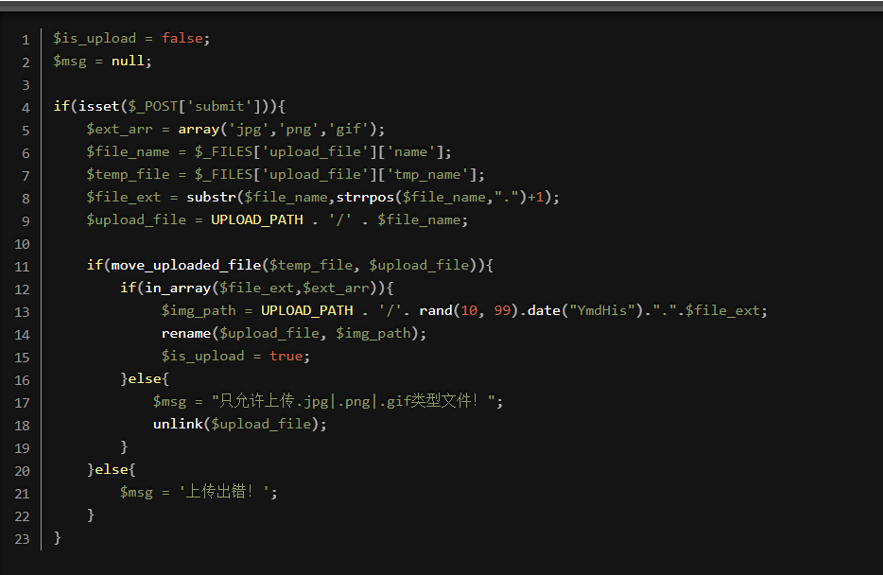 1 $is_upload = false;
2 $msg = null;
3
4 if(isset($_POST['submit'])){
5     $ext_arr = array('jpg','png','gif');
6     $file_name = $_FILES['upload_file']['name'];
7     $temp_file = $_FILES['upload_file']['tmp_name'];
8     $file_ext = substr($file_name,strrpos($file_name,".")+1);
9     $upload_file = UPLOAD_PATH . '/' . $file_name;
10
11     if(move_uploaded_file($temp_file, $upload_file)){
12         if(in_array($file_ext,$ext_arr)){
13              $img_path = UPLOAD_PATH . '/'. rand(10, 99).date("YmdHis").".".$file_ext;
14              rename($upload_file, $img_path);
15              $is_upload = true;
16         }else{
17             $msg = "只允许上传.jpg|.png|.gif类型文件！";
18             unlink($upload_file);
19         }
20     }else{
21         $msg = '上传出错！';
22     }
23 }